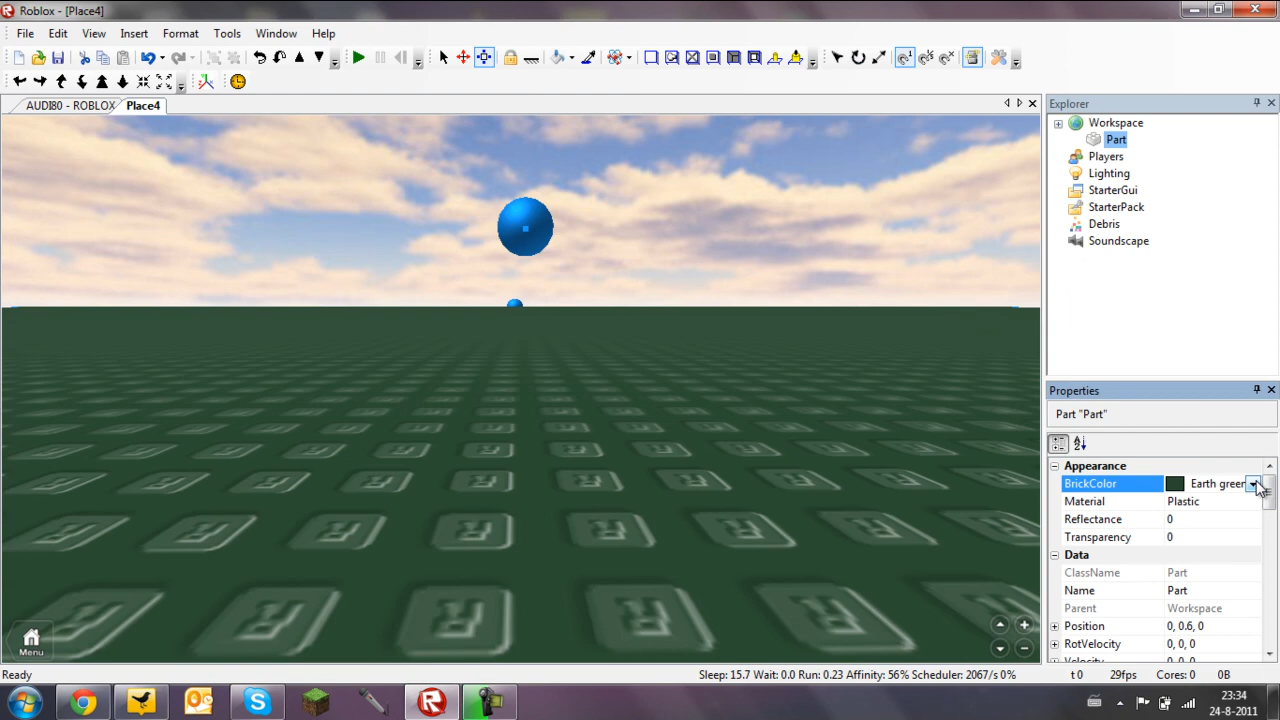 Roblox - [Place4]
File Edit View Insert Format Tools Window Help
AUDI80 - ROBLOX Place4
Explorer
Workspace
Part
Players
Lighting
StarterGui
StarterPack
Debris
Soundscape
Properties
Part "Part"
Appearance
BrickColor Earth green
Material Plastic
Reflectance 0
Transparency 0
Data
ClassName Part
Name Part
Parent Workspace
Position 0, 0.6, 0
RotVelocity 0, 0, 0
Velocity 0, 0, 0
Menu
Ready Sleep: 15.7 Wait: 0.0 Run: 0.23 Affinity: 56% Scheduler: 2067/s 0% t 0 29fps Cores: 0 0B
23:34
24-8-2011